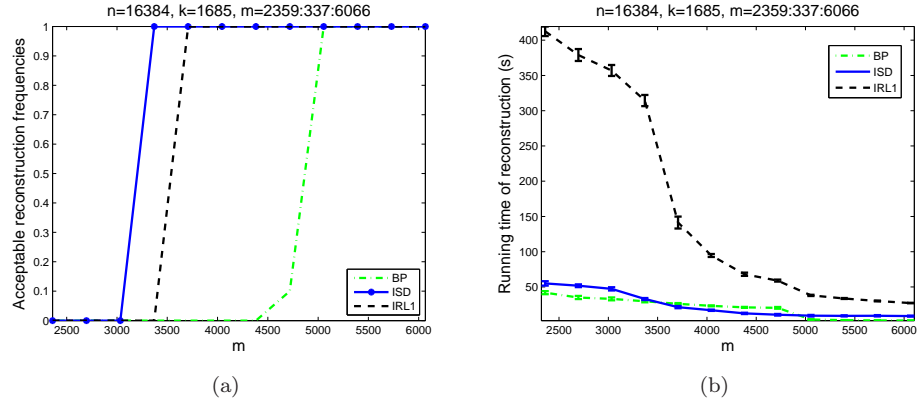 n=16384, k=1685, m=2359:337:6066
Acceptable reconstruction frequencies
1
0.9
0.8
0.7
0.6
0.5
0.4
0.3
0.2
0.1
0
BP
ISD
IRL1
2500 3000 3500 4000 4500 5000 5500 6000
m
(a)
n=16384, k=1685, m=2359:337:6066
Running time of reconstruction (s)
400
350
300
250
200
150
100
50
BP
ISD
IRL1
2500 3000 3500 4000 4500 5000 5500 6000
m
(b)